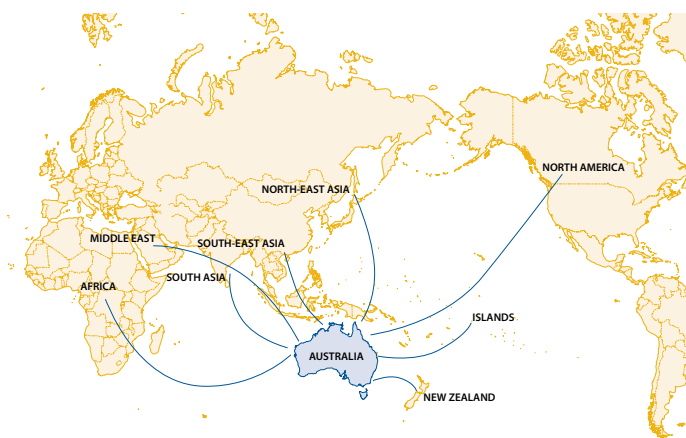 NORTH AMERICA
NORTH-EAST ASIA
MIDDLE EAST
SOUTH-EAST ASIA
SOUTH ASIA
AFRICA
ISLANDS
AUSTRALIA
NEW ZEALAND